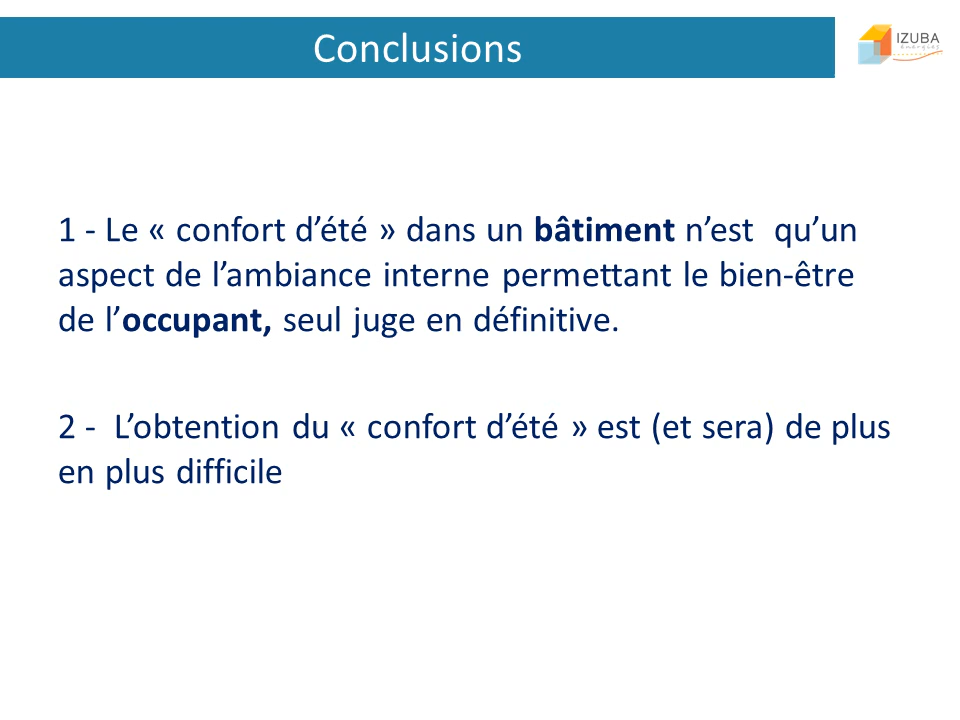 Conclusions
IZUBA
énergies
1 - Le « confort d’été » dans un bâtiment n’est  qu’un
aspect de l’ambiance interne permettant le bien-être
de l’occupant, seul juge en définitive.
2 -  L’obtention du « confort d’été » est (et sera) de plus
en plus difficile